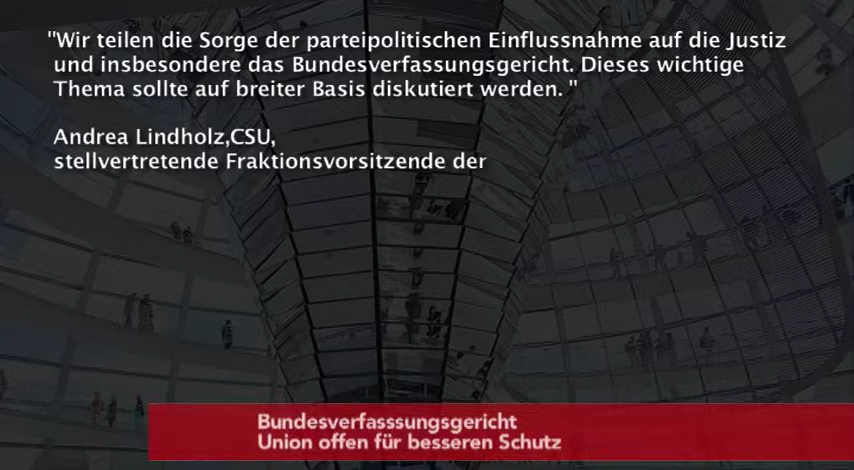 "Wir teilen die Sorge der parteipolitischen Einflussnahme auf die Justiz
und insbesondere das Bundesverfassungsgericht. Dieses wichtige
Thema sollte auf breiter Basis diskutiert werden. "
Andrea Lindholz,CSU,
stellvertretende Fraktionsvorsitzende der
Bundesverfasssungsgericht
Union offen für besseren Schutz